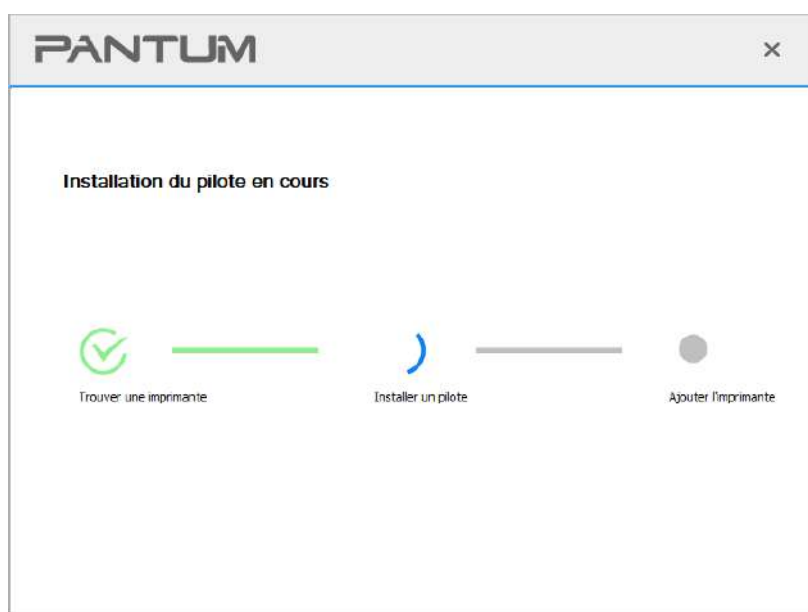 PANTUM
Installation du pilote en cours
Trouver une imprimante
Installer un pilote
Ajouter l'imprimante